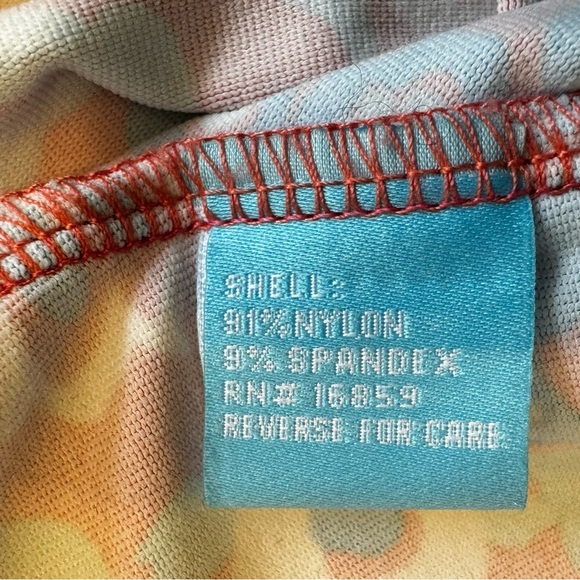 SHELL:
91% NYLON
9% SPANDEX
RN# 16859
REVERSE FOR CARE